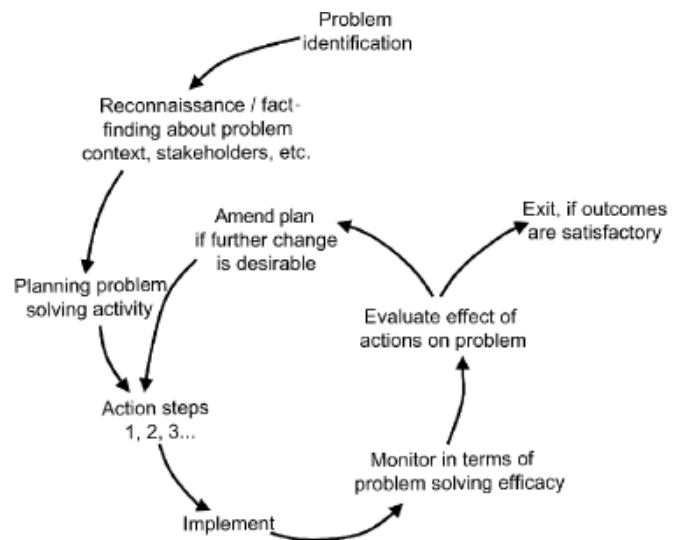 Problem
identification
Reconnaissance / fact-
finding about problem
context, stakeholders, etc.
Planning problem
solving activity
Action steps
1, 2, 3...
Implement
Monitor in terms of
problem solving efficacy
Evaluate effect of
actions on problem
Amend plan
if further change
is desirable
Exit, if outcomes
are satisfactory